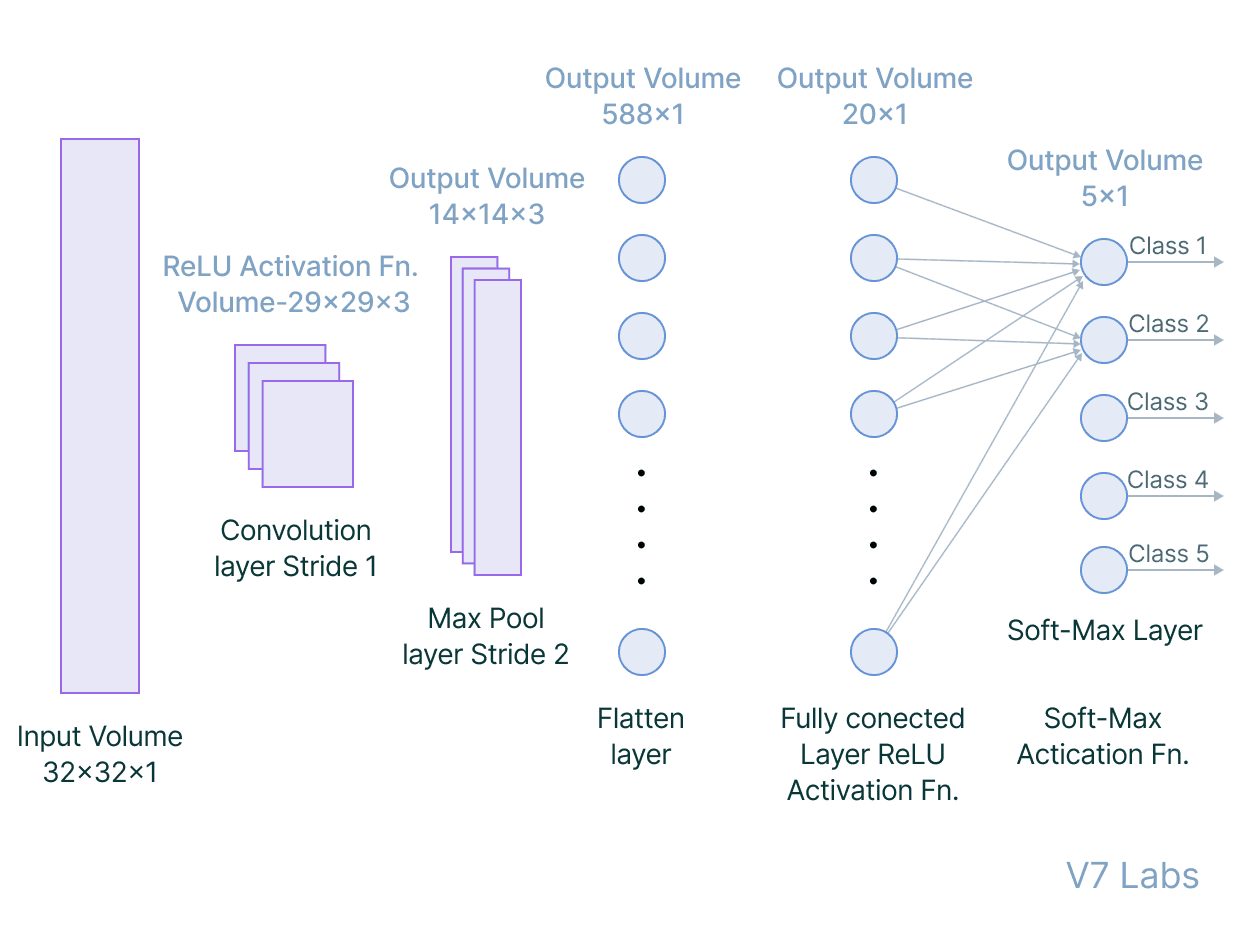 Output Volume
588×1
Output Volume
20×1
Output Volume
5×1
Output Volume
14×14×3
ReLU Activation Fn.
Volume-29×29×3
Class 1
Class 2
Class 3
Class 4
Class 5
Convolution
layer Stride 1
Max Pool
layer Stride 2
Soft-Max Layer
Input Volume
32×32×1
Flatten
layer
Fully conected
Layer ReLU
Activation Fn.
Soft-Max
Actication Fn.
V7 Labs